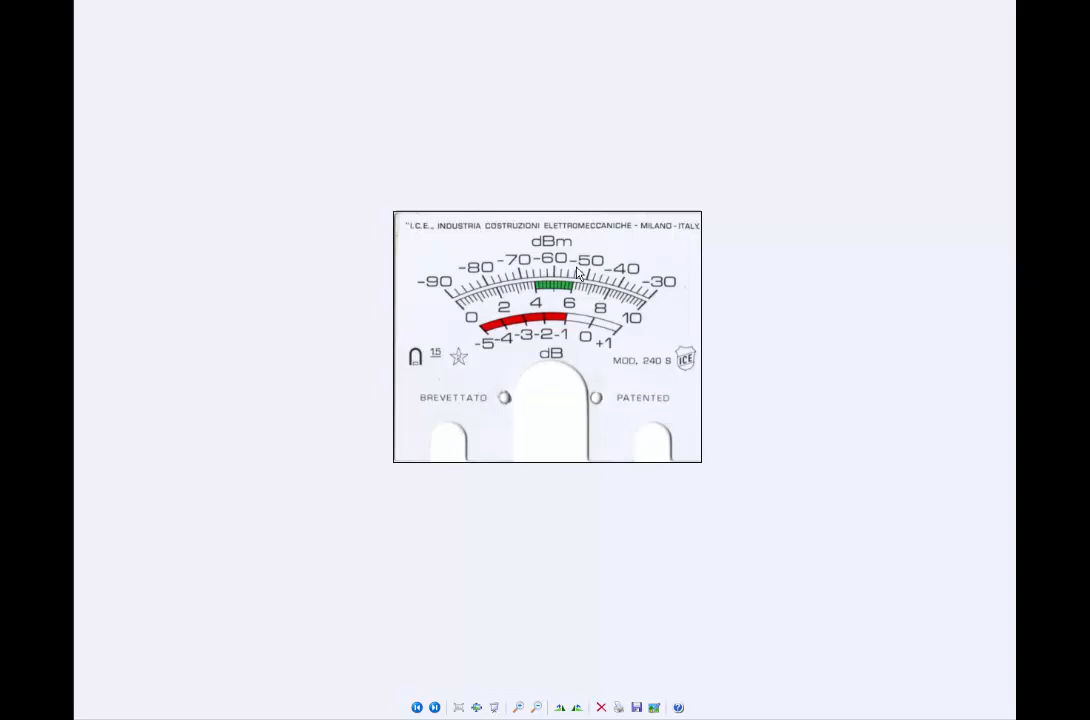 "I.C.E.„ INDUSTRIA COSTRUZIONI ELETTROMECCANICHE - MILANO - ITALY.
dBm
-90 -80 -70 -60 -50 -40 -30
0 2 4 6 8 10
-5 -4 -3 -2 -1 0 +1
dB
15
MOD. 240 S ICE
BREVETTATO PATENTED